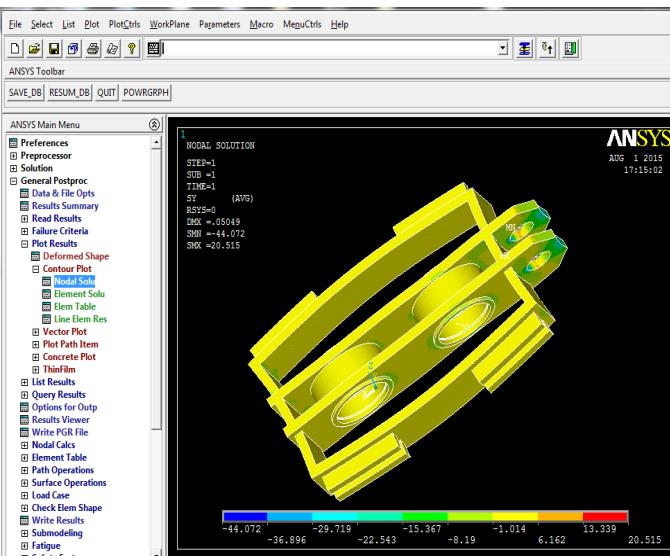 File Select List Plot PlotCtrls WorkPlane Parameters Macro MenuCtrls Help
ANSYS Toolbar
SAVE_DB RESUM_DB QUIT POWRGRPH
ANSYS Main Menu
Preferences
Preprocessor
Solution
General Postproc
Data & File Opts
Results Summary
Read Results
Failure Criteria
Plot Results
Deformed Shape
Contour Plot
Nodal Solu
Element Solu
Elem Table
Line Elem Res
Vector Plot
Plot Path Item
Concrete Plot
ThinFilm
List Results
Query Results
Options for Outp
Results Viewer
Write PGR File
Nodal Calcs
Element Table
Path Operations
Surface Operations
Load Case
Check Elem Shape
Write Results
Submodeling
Fatigue
1
NODAL SOLUTION
STEP=1
SUB =1
TIME=1
SY (AVG)
RSYS=0
DMX =.05049
SMN =-44.072
SMX =20.515
ANSYS
AUG 1 2015
17:15:02
MN
MX
Z
-44.072 -29.719 -15.367 -1.014 13.339
-36.896 -22.543 -8.19 6.162 20.515